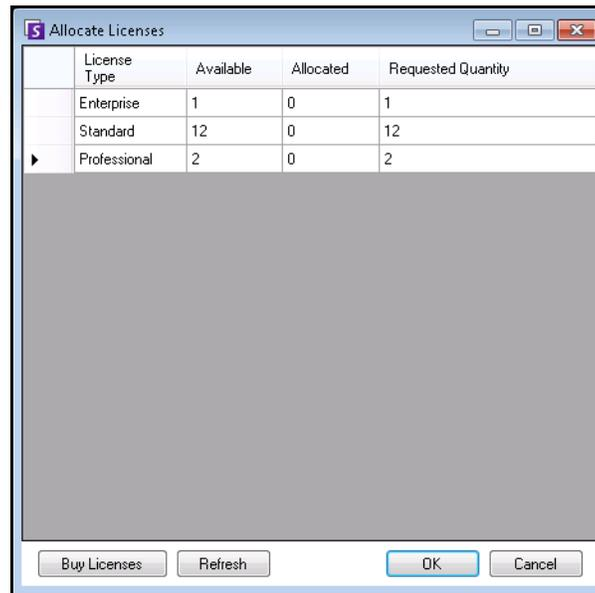 S Allocate Licenses
License Type Available Allocated Requested Quantity
Enterprise 1 0 1
Standard 12 0 12
Professional 2 0 2
Buy Licenses Refresh OK Cancel